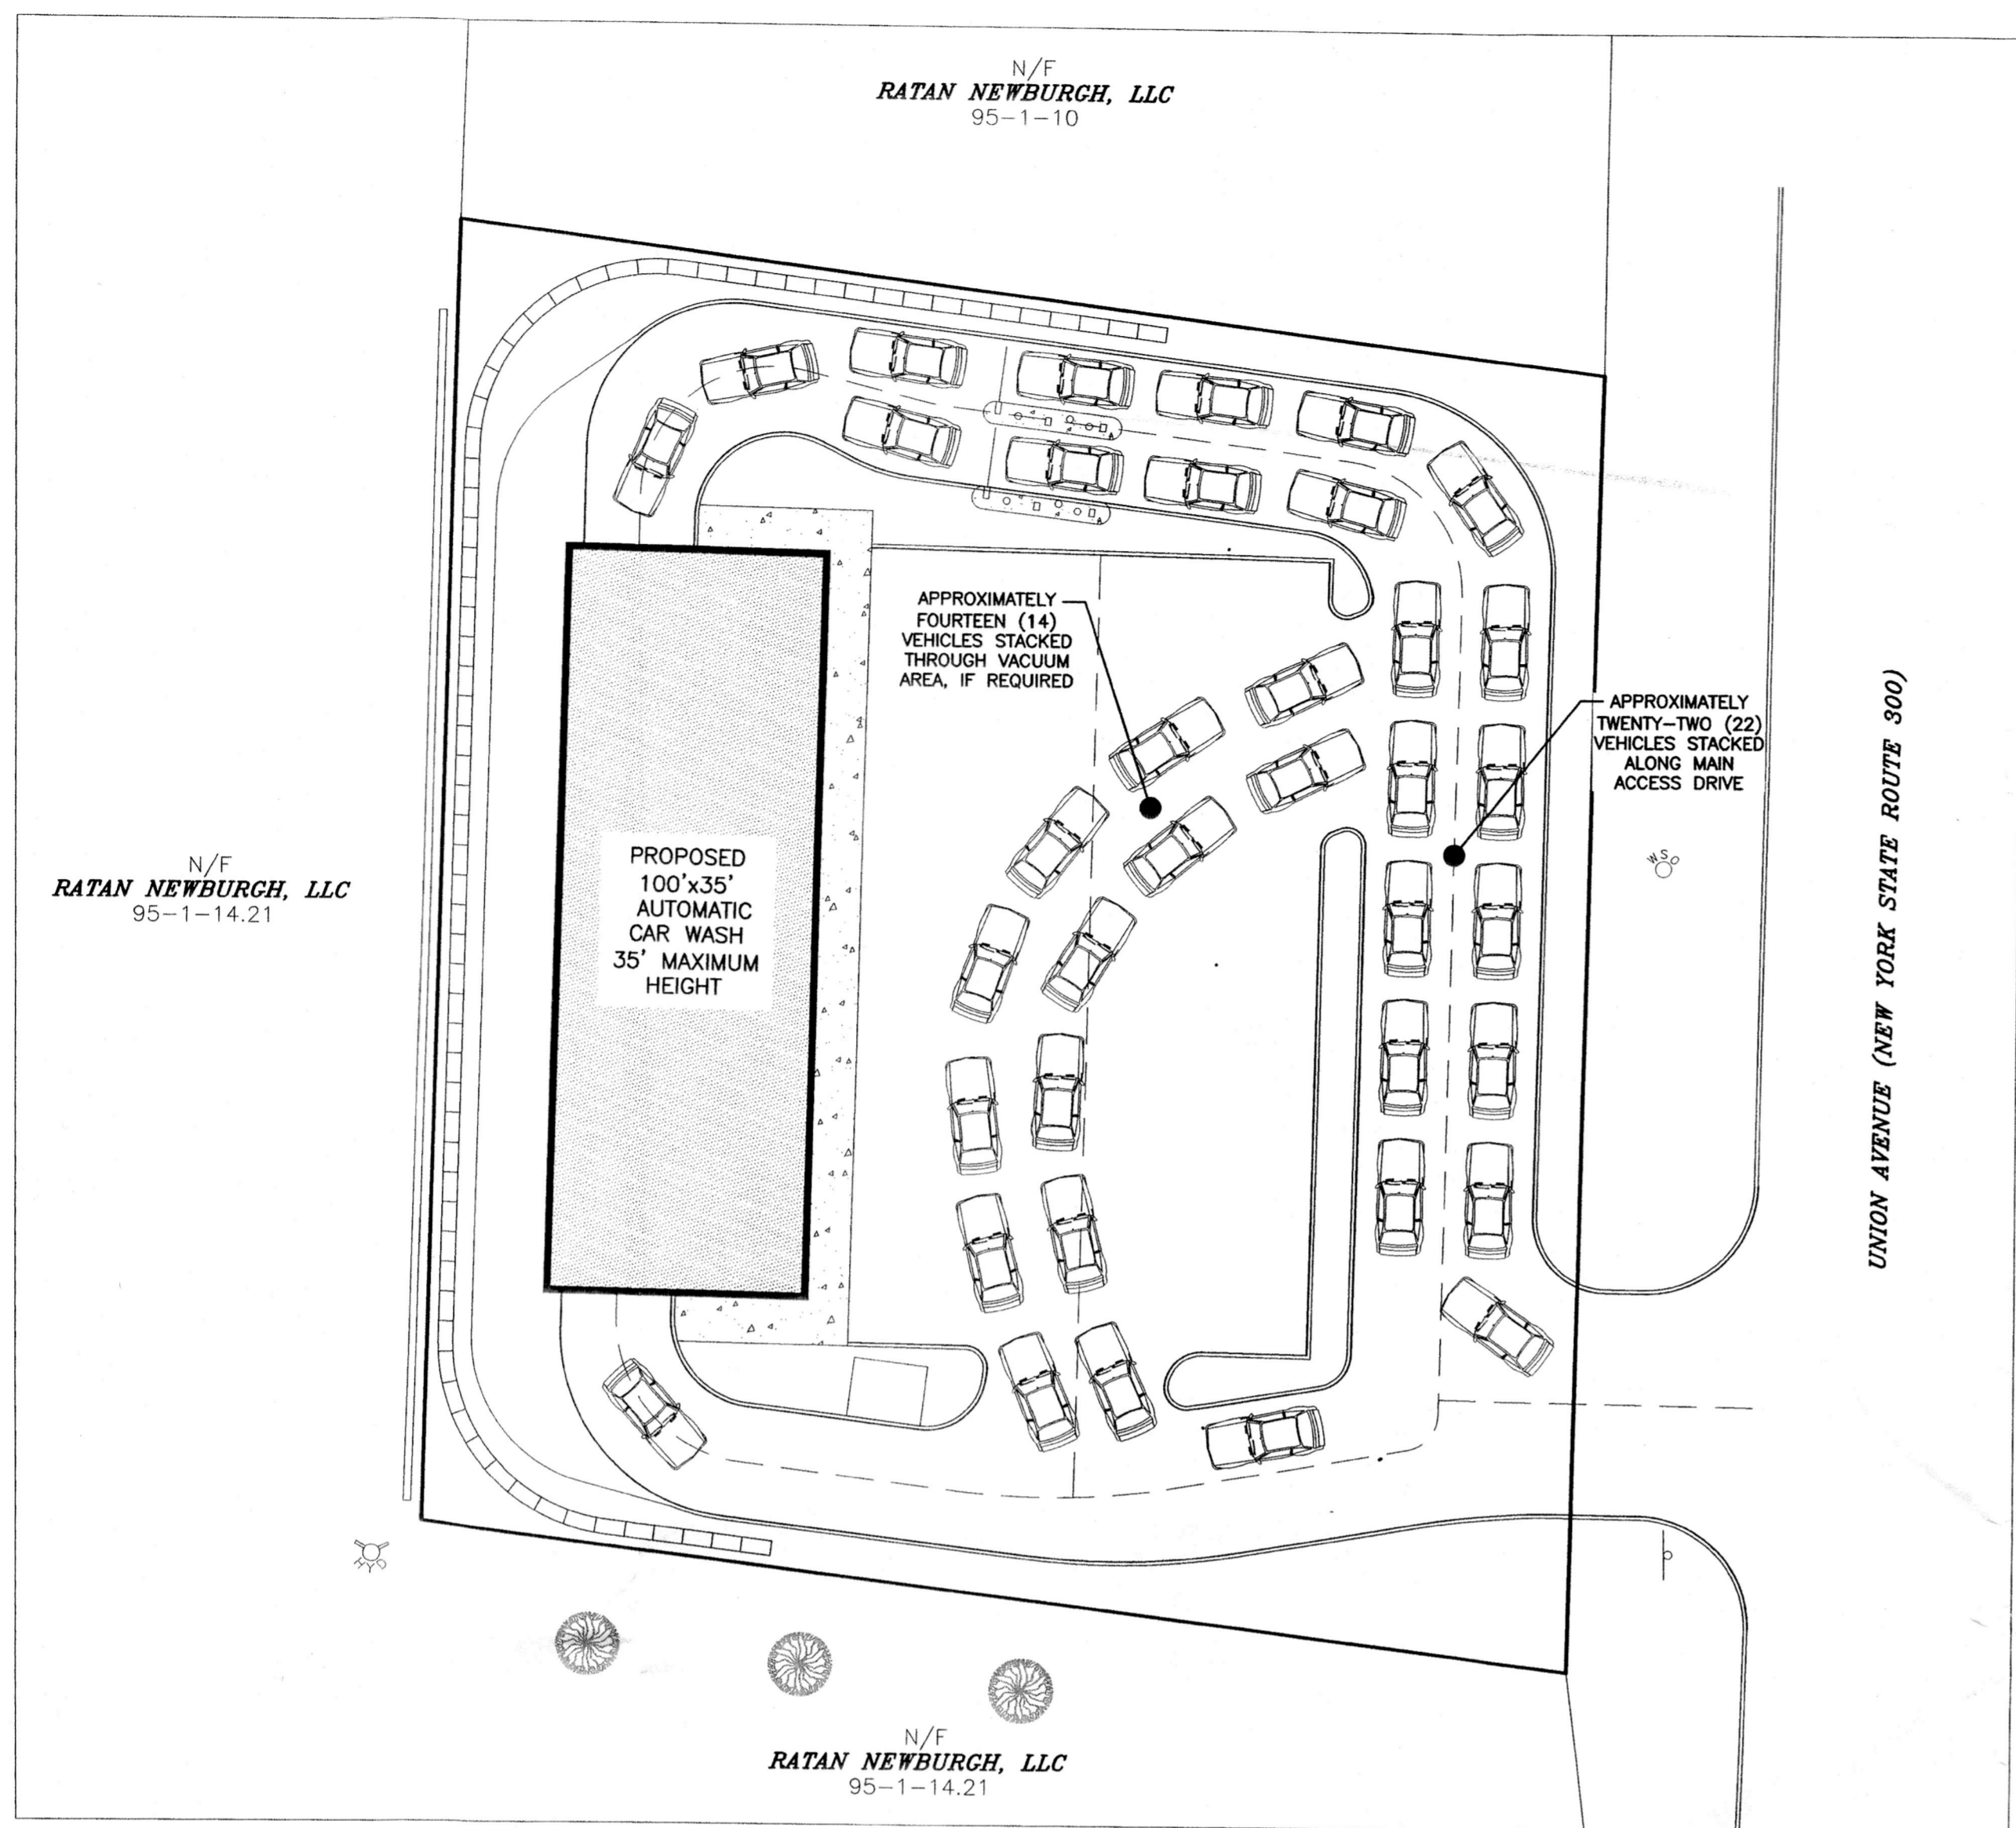 N/F
RATAN NEWBURGH, LLC
95-1-10
APPROXIMATELY
FOURTEEN (14)
VEHICLES STACKED
THROUGH VACUUM
AREA, IF REQUIRED
APPROXIMATELY
TWENTY-TWO (22)
VEHICLES STACKED
ALONG MAIN
ACCESS DRIVE
UNION AVENUE (NEW YORK STATE ROUTE 300)
WSO
N/F
RATAN NEWBURGH, LLC
95-1-14.21
PROPOSED
100'x35'
AUTOMATIC
CAR WASH
35' MAXIMUM
HEIGHT
HYD
N/F
RATAN NEWBURGH, LLC
95-1-14.21